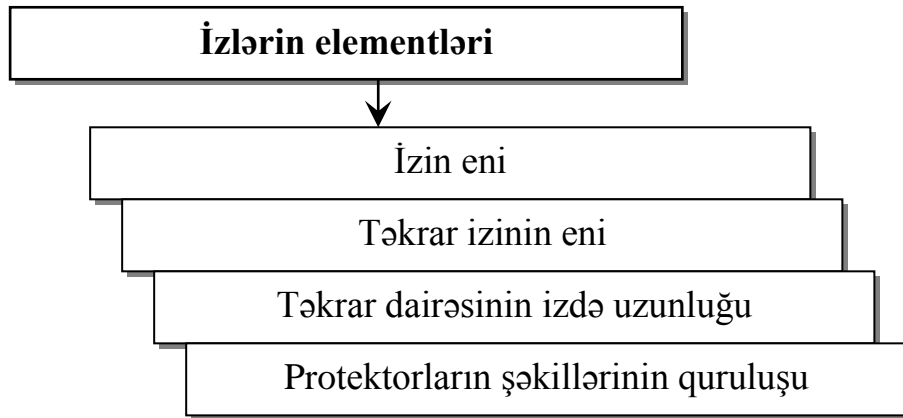 İzlərin elementləri
İzin eni
Təkrar izinin eni
Təkrar dairəsinin izdə uzunluğu
Protektorların şəkillərinin quruluşu